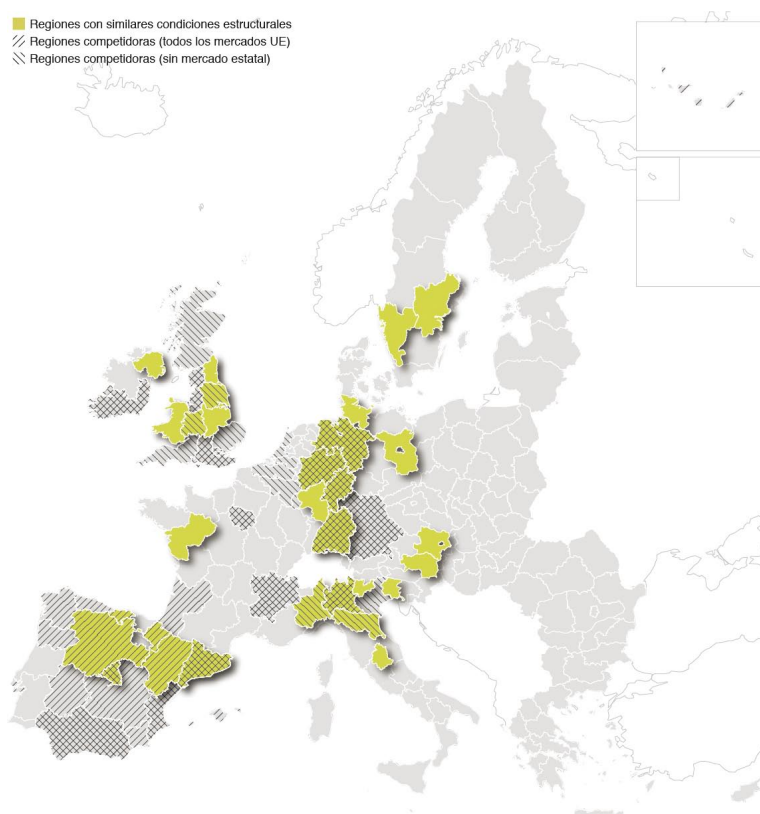 Regiones con similares condiciones estructurales
Regiones competidoras (todos los mercados UE)
Regiones competidoras (sin mercado estatal)